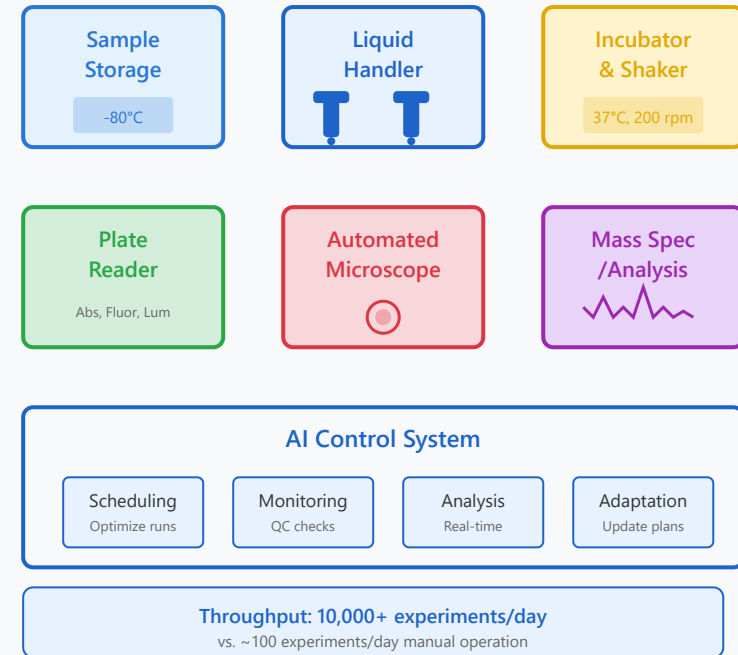 Sample
Storage
-80°C
Liquid
Handler
Incubator
& Shaker
37°C, 200 rpm
Plate
Reader
Abs, Fluor, Lum
Automated
Microscope
Mass Spec
/Analysis
AI Control System
Scheduling
Optimize runs
Monitoring
QC checks
Analysis
Real-time
Adaptation
Update plans
Throughput: 10,000+ experiments/day
vs. ~100 experiments/day manual operation